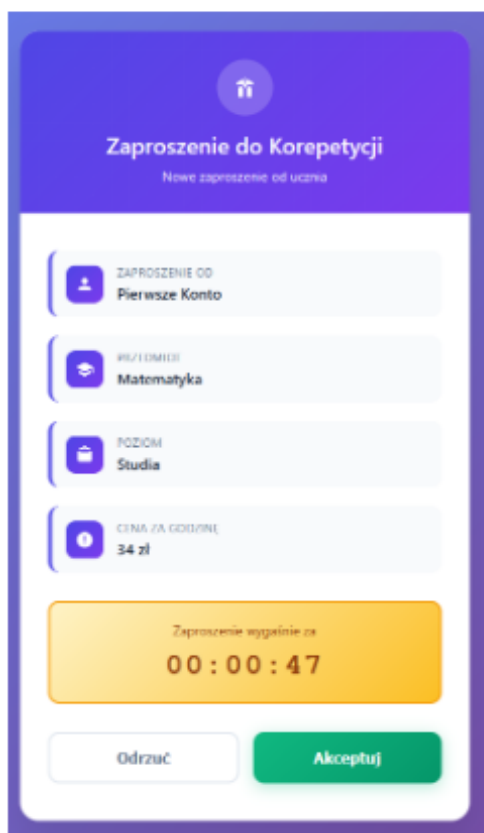 Zaproszenie do Korepetycji
Nowe zaproszenie od ucznia
ZAPROSZENIE OD
Pierwsze Konto
PRZEDMIOT
Matematyka
POZIOM
Studia
CENA ZA GODZINĘ
34 zł
Zaproszenie wygaśnie za
00:00:47
Odrzuć
Akceptuj